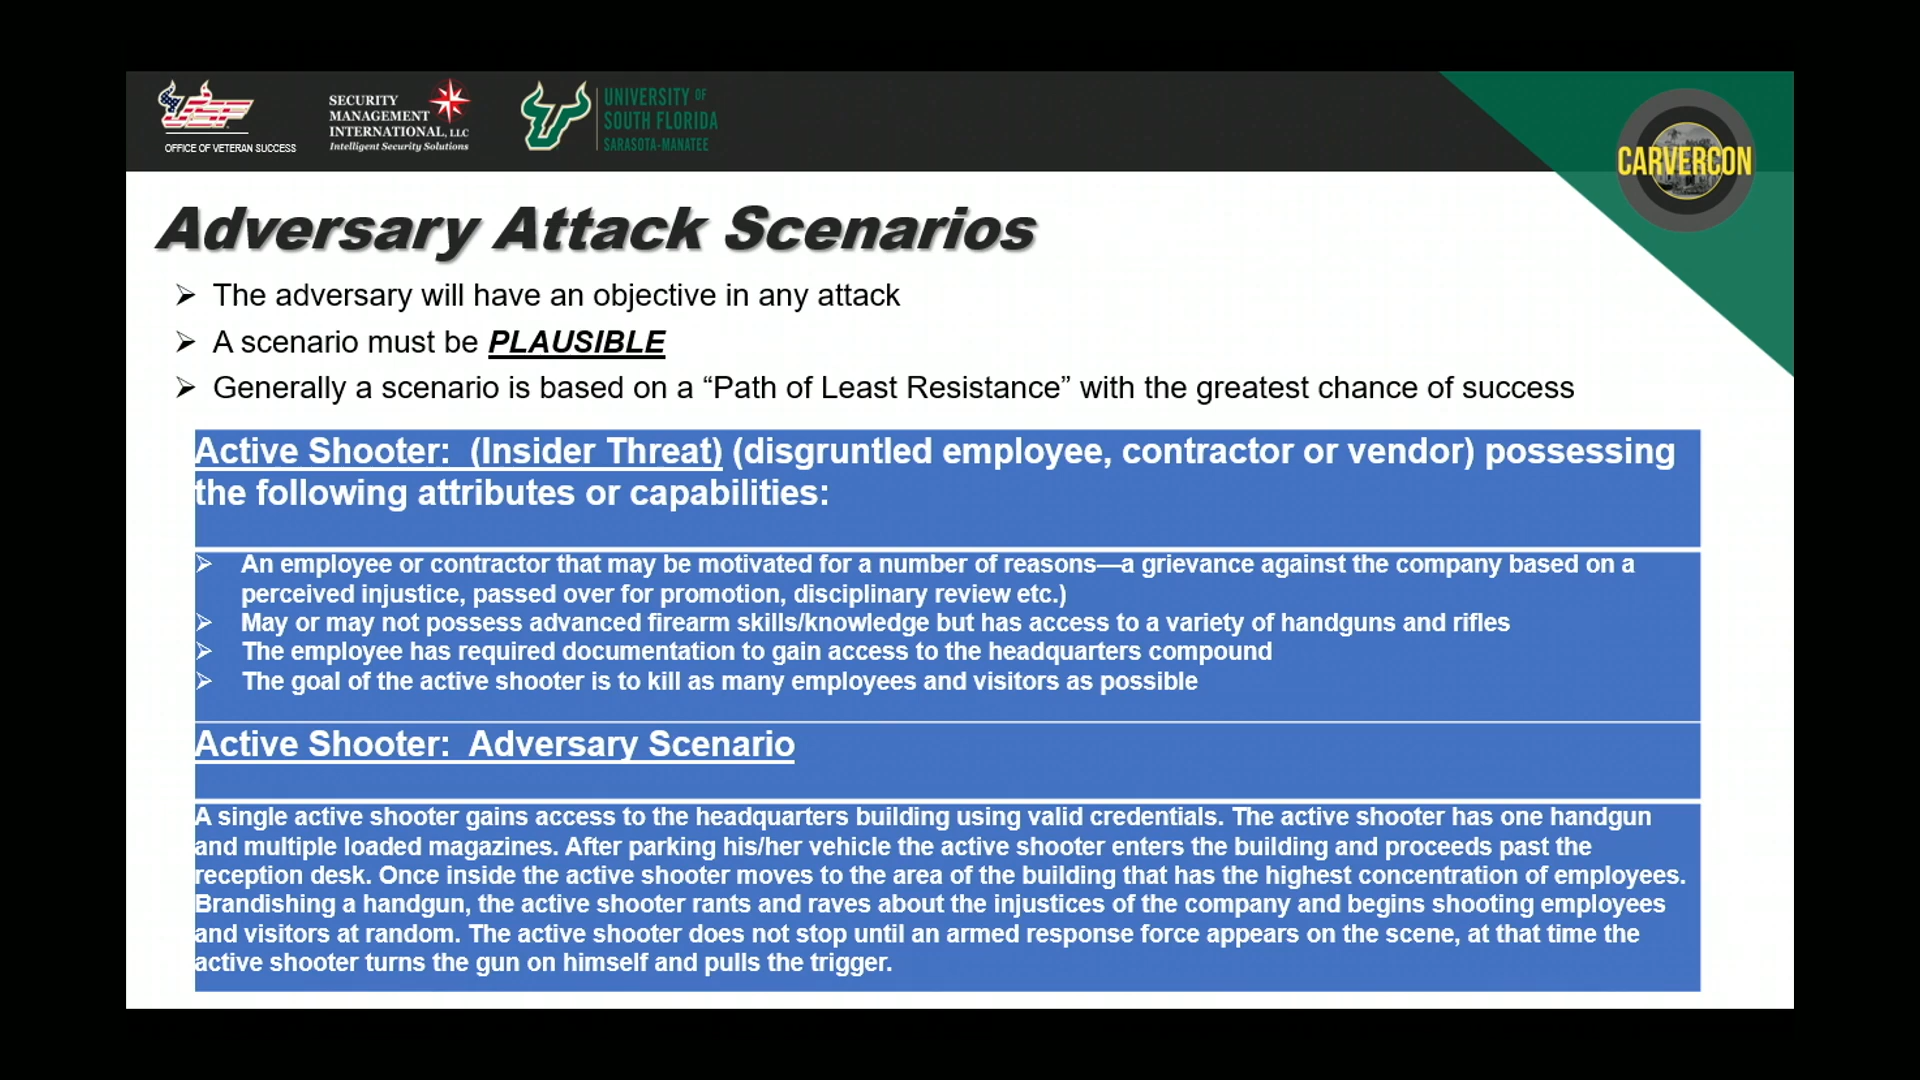 USF
OFFICE OF VETERAN SUCCESS
SECURITY
MANAGEMENT
INTERNATIONAL, LLC
Intelligent Security Solutions
UNIVERSITY OF
SOUTH FLORIDA
SARASOTA-MANATEE
CARVERCON
Adversary Attack Scenarios
➢ The adversary will have an objective in any attack
➢ A scenario must be PLAUSIBLE
➢ Generally a scenario is based on a “Path of Least Resistance” with the greatest chance of success
Active Shooter: (Insider Threat) (disgruntled employee, contractor or vendor) possessing
the following attributes or capabilities:
➢ An employee or contractor that may be motivated for a number of reasons—a grievance against the company based on a
perceived injustice, passed over for promotion, disciplinary review etc.)
➢ May or may not possess advanced firearm skills/knowledge but has access to a variety of handguns and rifles
➢ The employee has required documentation to gain access to the headquarters compound
➢ The goal of the active shooter is to kill as many employees and visitors as possible
Active Shooter: Adversary Scenario
A single active shooter gains access to the headquarters building using valid credentials. The active shooter has one handgun
and multiple loaded magazines. After parking his/her vehicle the active shooter enters the building and proceeds past the
reception desk. Once inside the active shooter moves to the area of the building that has the highest concentration of employees.
Brandishing a handgun, the active shooter rants and raves about the injustices of the company and begins shooting employees
and visitors at random. The active shooter does not stop until an armed response force appears on the scene, at that time the
active shooter turns the gun on himself and pulls the trigger.